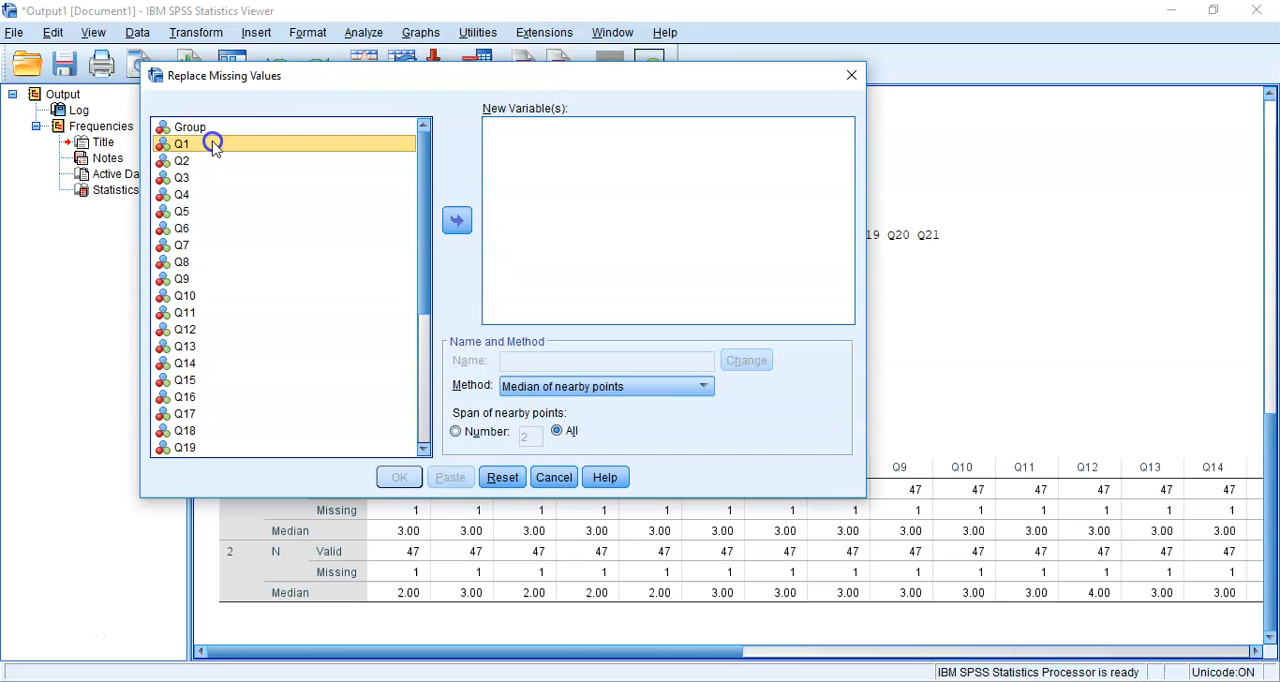 *Output1 [Document1] - IBM SPSS Statistics Viewer
File Edit View Data Transform Insert Format Analyze Graphs Utilities Extensions Window Help
Replace Missing Values
Output
Log
Frequencies
Title
Notes
Active Da
Statistics
New Variable(s):
Group
Q1
Q2
Q3
Q4
Q5
Q6
Q7
Q8
Q9
Q10
Q11
Q12
Q13
Q14
Q15
Q16
Q17
Q18
Q19
Name and Method
Name: Change
Method: Median of nearby points
Span of nearby points:
Number: 2 All
OK Paste Reset Cancel Help
19 Q20 Q21
Q9 Q10 Q11 Q12 Q13 Q14
47 47 47 47 47 47
Missing 1 1 1 1 1 1 1 1 1 1 1 1 1 1
Median 3.00 3.00 3.00 3.00 3.00 3.00 3.00 3.00 3.00 3.00 3.00 3.00 3.00 3.00
2 N Valid 47 47 47 47 47 47 47 47 47 47 47 47 47 47
Missing 1 1 1 1 1 1 1 1 1 1 1 1 1 1
Median 2.00 3.00 2.00 2.00 2.00 3.00 3.00 3.00 3.00 3.00 3.00 4.00 3.00 3.00
IBM SPSS Statistics Processor is ready Unicode:ON